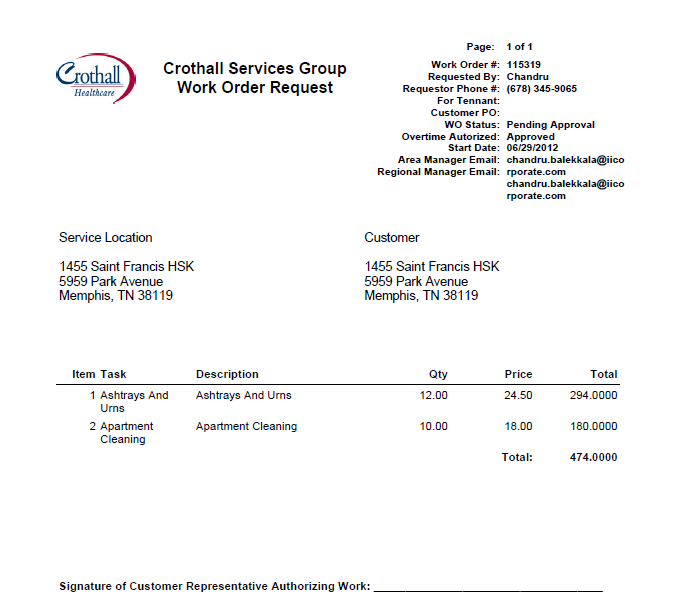 Crothall
Healthcare
Crothall Services Group
Work Order Request
Page: 1 of 1
Work Order #: 115319
Requested By: Chandru
Requestor Phone #: (678) 345-9065
For Tennant:
Customer PO:
WO Status: Pending Approval
Overtime Autorized: Approved
Start Date: 06/29/2012
Area Manager Email: chandru.balekkala@iico
Regional Manager Email: rporate.com
chandru.balekkala@iico
rporate.com
Service Location
1455 Saint Francis HSK
5959 Park Avenue
Memphis, TN 38119
Customer
1455 Saint Francis HSK
5959 Park Avenue
Memphis, TN 38119
Item Task Description Qty Price Total
1 Ashtrays And Ashtrays And Urns 12.00 24.50 294.0000
Urns
2 Apartment Apartment Cleaning 10.00 18.00 180.0000
Cleaning
Total: 474.0000
Signature of Customer Representative Authorizing Work: ____________________